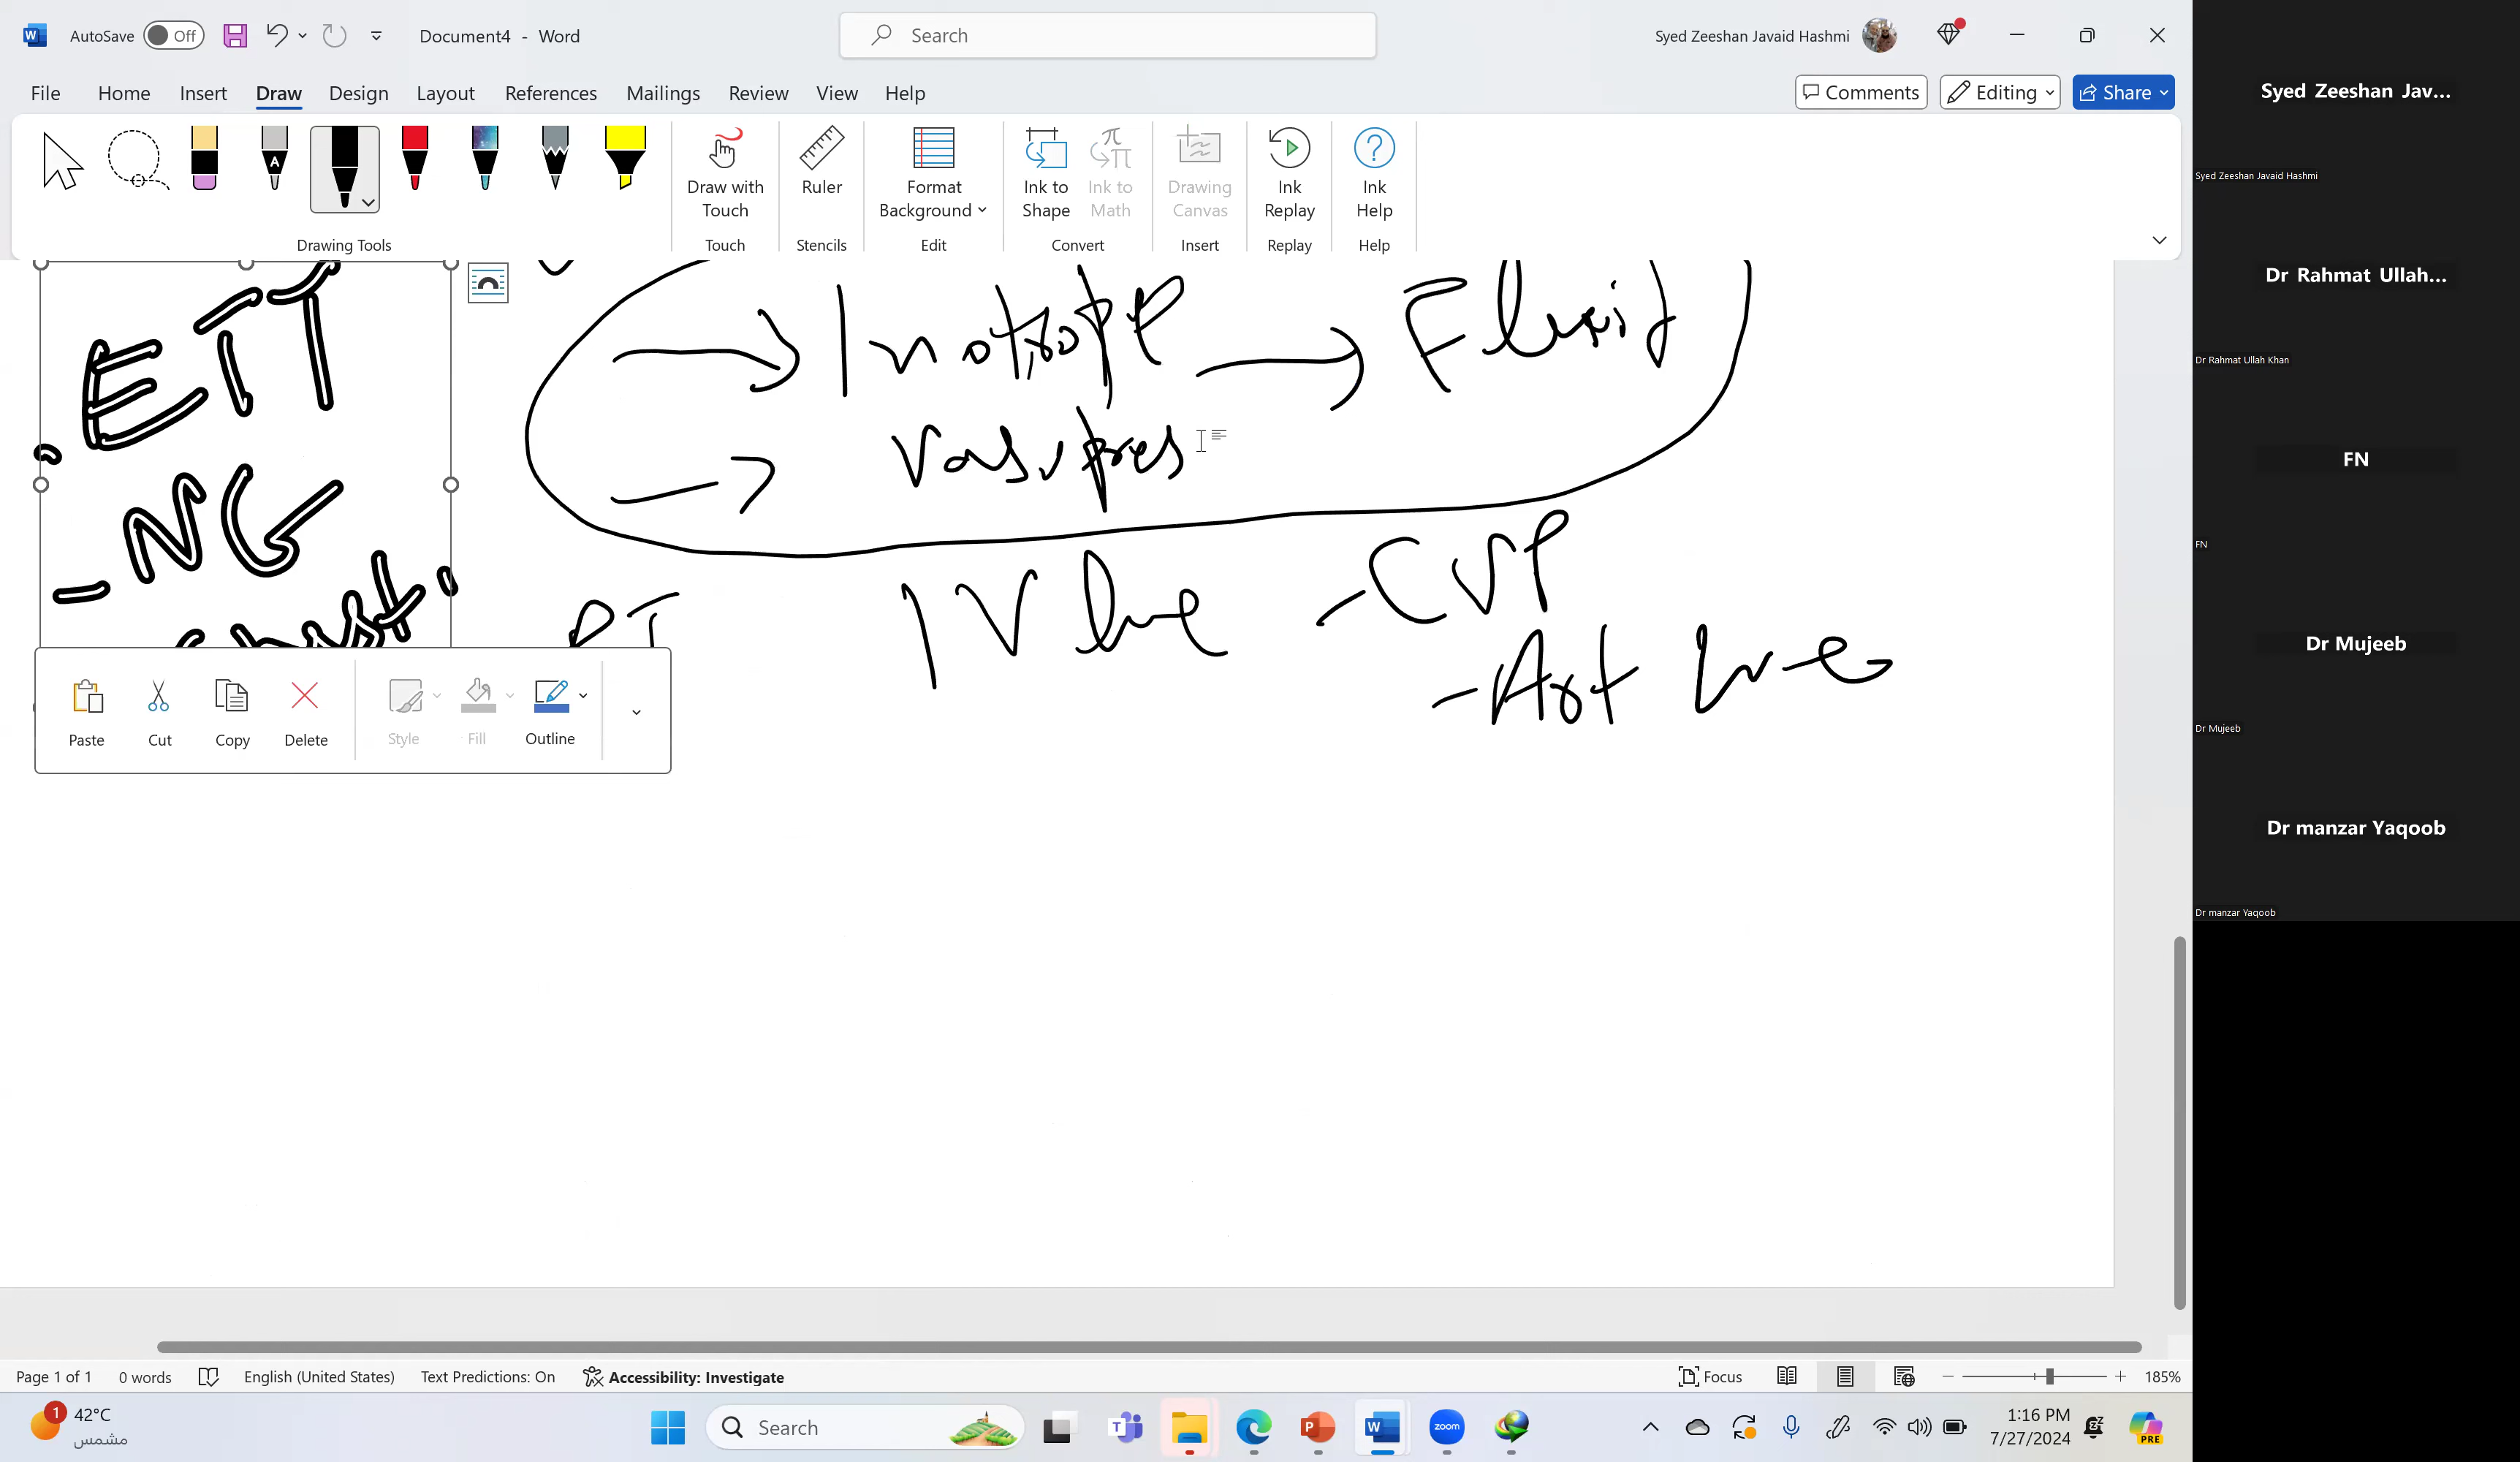 AutoSave Off Document4 - Word Search Syed Zeeshan Javaid Hashmi
File Home Insert Draw Design Layout References Mailings Review View Help Comments Editing Share
A
Draw with Touch Ruler Format Background Ink to Shape Ink to Math Drawing Canvas Ink Replay Ink Help
Drawing Tools Touch Stencils Edit Convert Insert Replay Help
ETT
Inotrope Fluid
Vasupres
- NG
IV line - CVP
- Art line
Paste Cut Copy Delete Style Fill Outline
Syed Zeeshan Jav...
Syed Zeeshan Javaid Hashmi
Dr Rahmat Ullah...
Dr Rahmat Ullah Khan
FN
FN
Dr Mujeeb
Dr Mujeeb
Dr manzar Yaqoob
Dr manzar Yaqoob
Page 1 of 1 0 words English (United States) Text Predictions: On Accessibility: Investigate Focus 185%
1 42°C
مشمس
Search
zoom
1:16 PM
7/27/2024
PRE